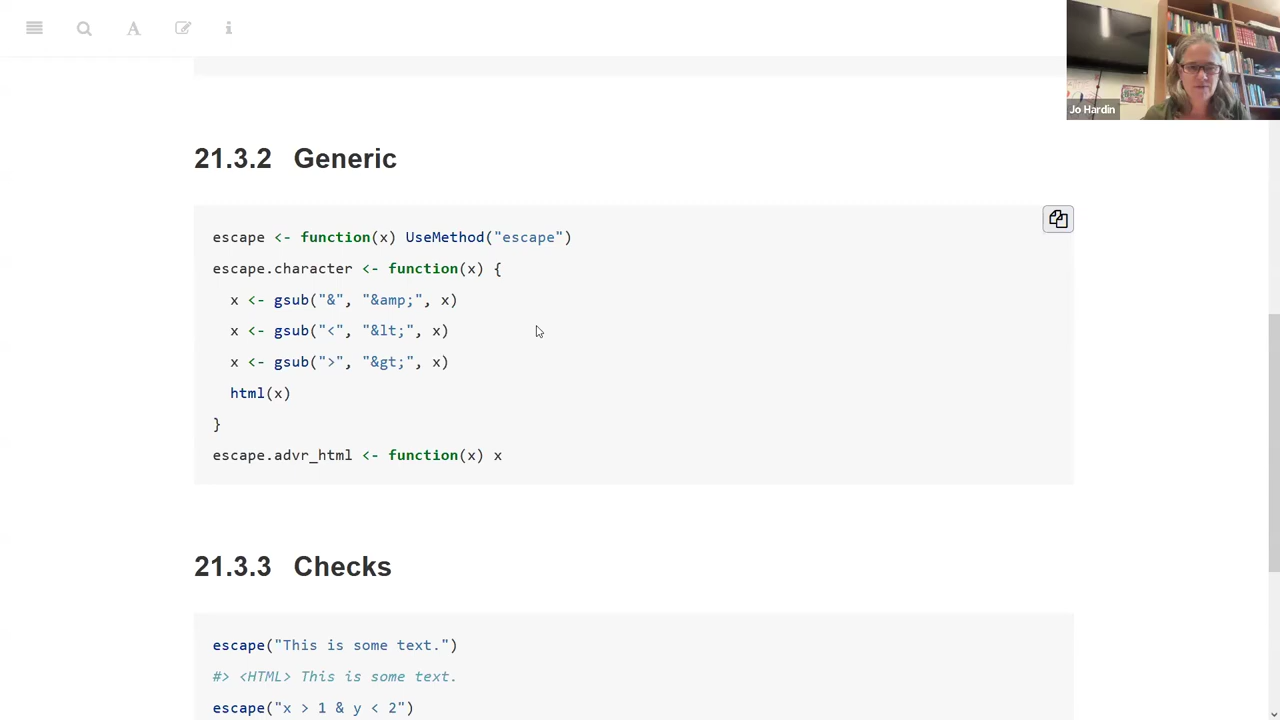 Jo Hardin
21.3.2 Generic
escape <- function(x) UseMethod("escape")
escape.character <- function(x) {
  x <- gsub("&", "&amp;", x)
  x <- gsub("<", "&lt;", x)
  x <- gsub(">", "&gt;", x)
  html(x)
}
escape.advr_html <- function(x) x
21.3.3 Checks
escape("This is some text.")
#> <HTML> This is some text.
escape("x > 1 & y < 2")